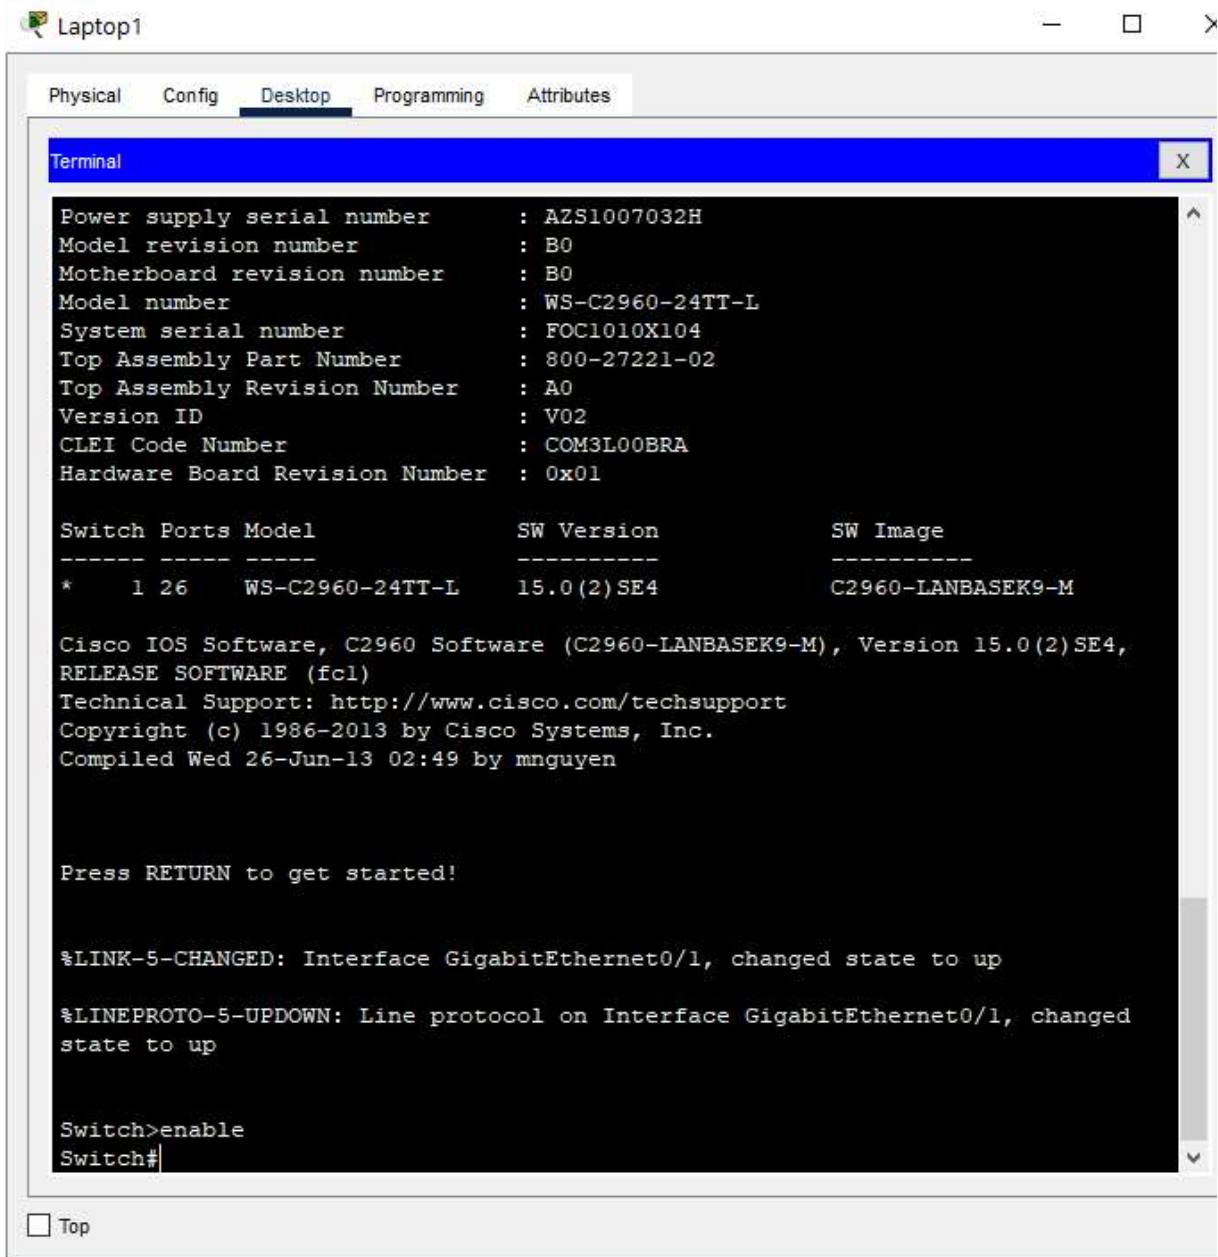 Laptop1
Physical Config Desktop Programming Attributes
Terminal X
Power supply serial number : AZS1007032H
Model revision number : B0
Motherboard revision number : B0
Model number : WS-C2960-24TT-L
System serial number : FOC1010X104
Top Assembly Part Number : 800-27221-02
Top Assembly Revision Number : A0
Version ID : V02
CLEI Code Number : COM3L00BRA
Hardware Board Revision Number : 0x01
Switch Ports Model SW Version SW Image
------ ----- ----- ---------- ----------
* 1 26 WS-C2960-24TT-L 15.0(2)SE4 C2960-LANBASEK9-M
Cisco IOS Software, C2960 Software (C2960-LANBASEK9-M), Version 15.0(2)SE4,
RELEASE SOFTWARE (fc1)
Technical Support: http://www.cisco.com/techsupport
Copyright (c) 1986-2013 by Cisco Systems, Inc.
Compiled Wed 26-Jun-13 02:49 by mnguyen
Press RETURN to get started!
%LINK-5-CHANGED: Interface GigabitEthernet0/1, changed state to up
%LINEPROTO-5-UPDOWN: Line protocol on Interface GigabitEthernet0/1, changed
state to up
Switch>enable
Switch#
Top